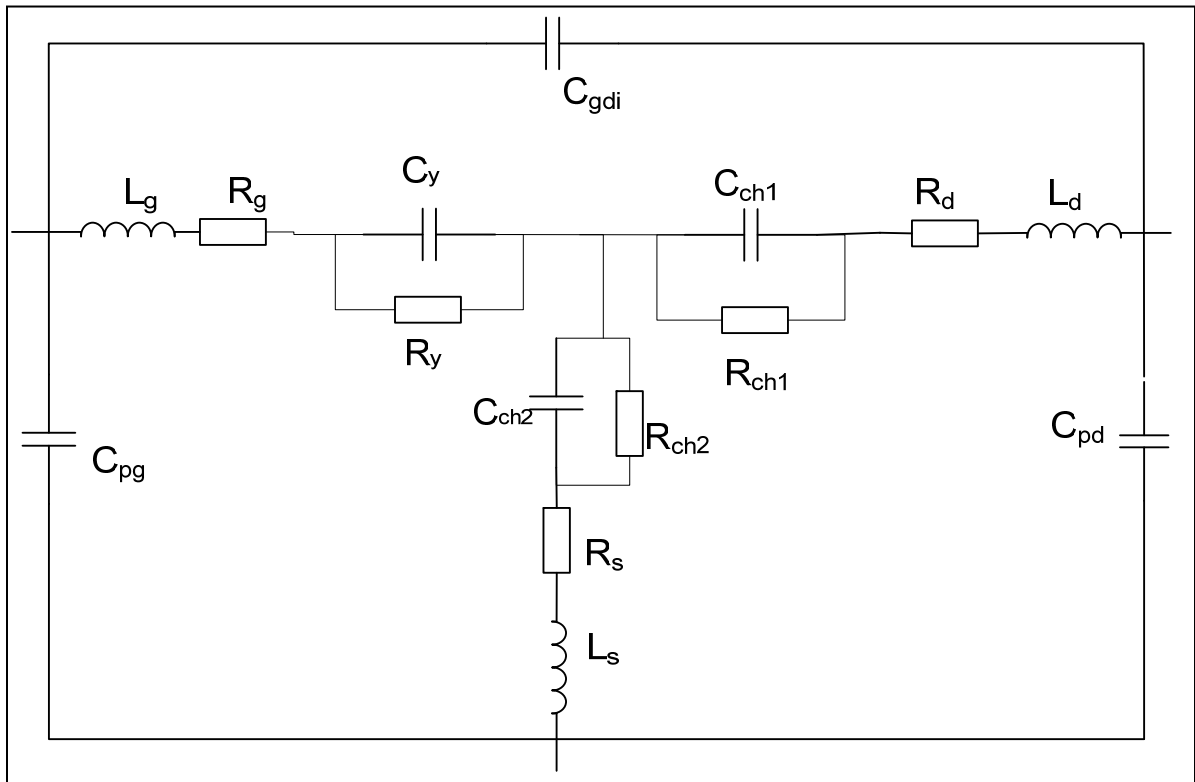 C_gdi
L_g
R_g
C_y
C_ch1
R_d
L_d
R_y
R_ch1
C_ch2
R_ch2
C_pg
C_pd
R_s
L_s